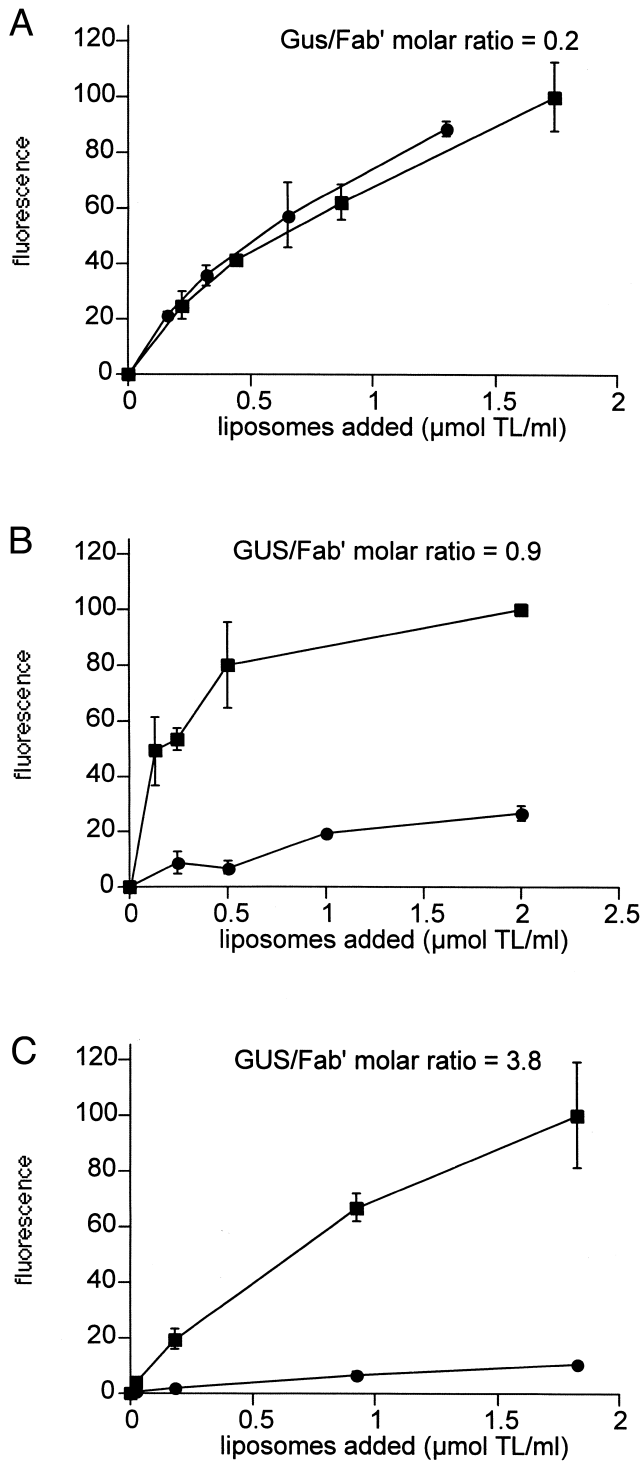 A
Gus/Fab' molar ratio = 0.2
120
100
80
60
40
20
0
fluorescence
0 0.5 1 1.5 2
liposomes added (µmol TL/ml)
B
GUS/Fab' molar ratio = 0.9
120
100
80
60
40
20
0
fluorescence
0 0.5 1 1.5 2 2.5
liposomes added (µmol TL/ml)
C
GUS/Fab' molar ratio = 3.8
120
100
80
60
40
20
0
fluorescence
0 0.5 1 1.5 2
liposomes added (µmol TL/ml)